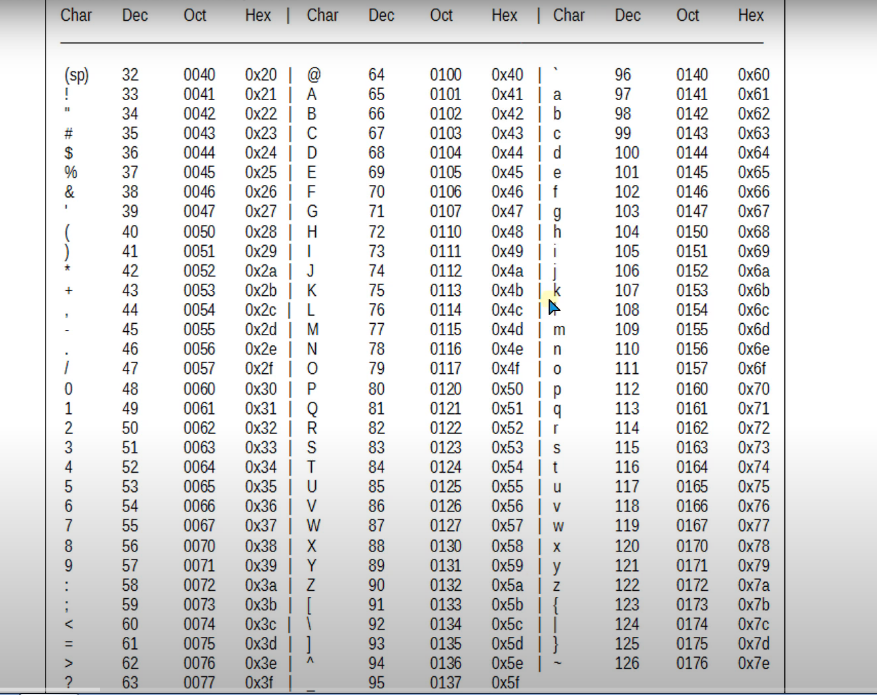 Char Dec Oct Hex | Char Dec Oct Hex | Char Dec Oct Hex
(sp) 32 0040 0x20 | @ 64 0100 0x40 | ` 96 0140 0x60
! 33 0041 0x21 | A 65 0101 0x41 | a 97 0141 0x61
" 34 0042 0x22 | B 66 0102 0x42 | b 98 0142 0x62
# 35 0043 0x23 | C 67 0103 0x43 | c 99 0143 0x63
$ 36 0044 0x24 | D 68 0104 0x44 | d 100 0144 0x64
% 37 0045 0x25 | E 69 0105 0x45 | e 101 0145 0x65
& 38 0046 0x26 | F 70 0106 0x46 | f 102 0146 0x66
' 39 0047 0x27 | G 71 0107 0x47 | g 103 0147 0x67
( 40 0050 0x28 | H 72 0110 0x48 | h 104 0150 0x68
) 41 0051 0x29 | I 73 0111 0x49 | i 105 0151 0x69
* 42 0052 0x2a | J 74 0112 0x4a | j 106 0152 0x6a
+ 43 0053 0x2b | K 75 0113 0x4b | k 107 0153 0x6b
, 44 0054 0x2c | L 76 0114 0x4c | 108 0154 0x6c
- 45 0055 0x2d | M 77 0115 0x4d | m 109 0155 0x6d
. 46 0056 0x2e | N 78 0116 0x4e | n 110 0156 0x6e
/ 47 0057 0x2f | O 79 0117 0x4f | o 111 0157 0x6f
0 48 0060 0x30 | P 80 0120 0x50 | p 112 0160 0x70
1 49 0061 0x31 | Q 81 0121 0x51 | q 113 0161 0x71
2 50 0062 0x32 | R 82 0122 0x52 | r 114 0162 0x72
3 51 0063 0x33 | S 83 0123 0x53 | s 115 0163 0x73
4 52 0064 0x34 | T 84 0124 0x54 | t 116 0164 0x74
5 53 0065 0x35 | U 85 0125 0x55 | u 117 0165 0x75
6 54 0066 0x36 | V 86 0126 0x56 | v 118 0166 0x76
7 55 0067 0x37 | W 87 0127 0x57 | w 119 0167 0x77
8 56 0070 0x38 | X 88 0130 0x58 | x 120 0170 0x78
9 57 0071 0x39 | Y 89 0131 0x59 | y 121 0171 0x79
: 58 0072 0x3a | Z 90 0132 0x5a | z 122 0172 0x7a
; 59 0073 0x3b | [ 91 0133 0x5b | { 123 0173 0x7b
< 60 0074 0x3c | \ 92 0134 0x5c | | 124 0174 0x7c
= 61 0075 0x3d | ] 93 0135 0x5d | } 125 0175 0x7d
> 62 0076 0x3e | ^ 94 0136 0x5e | ~ 126 0176 0x7e
? 63 0077 0x3f | _ 95 0137 0x5f